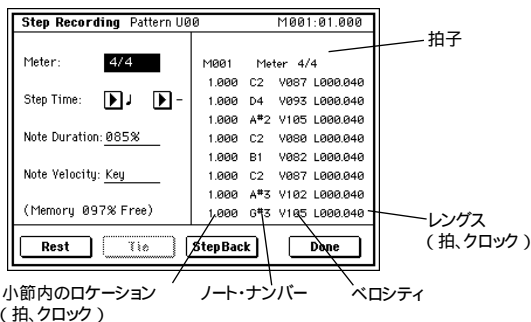 Step Recording Pattern U00 M001:01.000
拍子
Meter: 4/4
M001 Meter 4/4
1.000 C2 V087 L000.040
Step Time: ♩ -
1.000 D4 V093 L000.040
1.000 A#2 V105 L000.040
Note Duration: 085%
1.000 C2 V080 L000.040
1.000 B1 V082 L000.040
Note Velocity: Key
1.000 C2 V087 L000.040
1.000 A#3 V102 L000.040
(Memory 097% Free)
1.000 G#3 V105 L000.040
レングス
(拍、クロック)
Rest Tie StepBack Done
小節内のロケーション
(拍、クロック)
ノート・ナンバー
ベロシティ